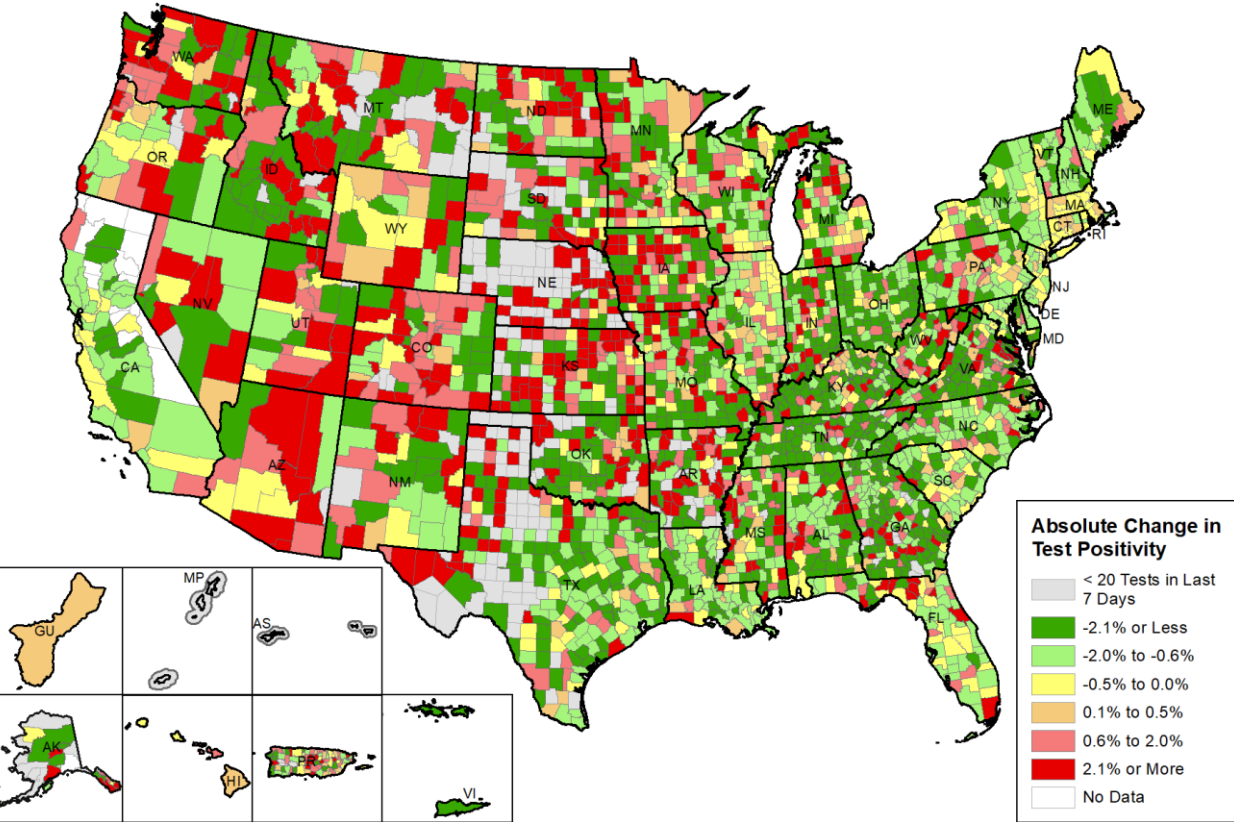 WA
MT
ND
MN
ME
OR
ID
SD
WI
VT
NH
NY
MA
CT
RI
MI
WY
IA
PA
NJ
NE
OH
NV
UT
IL
IN
DE
MD
CO
WV
CA
KS
MO
KY
VA
TN
NC
AZ
OK
AR
NM
SC
MS
AL
GA
TX
LA
FL
Absolute Change in
Test Positivity
< 20 Tests in Last
7 Days
-2.1% or Less
-2.0% to -0.6%
-0.5% to 0.0%
0.1% to 0.5%
0.6% to 2.0%
2.1% or More
No Data
GU
MP
AS
AK
HI
PR
VI